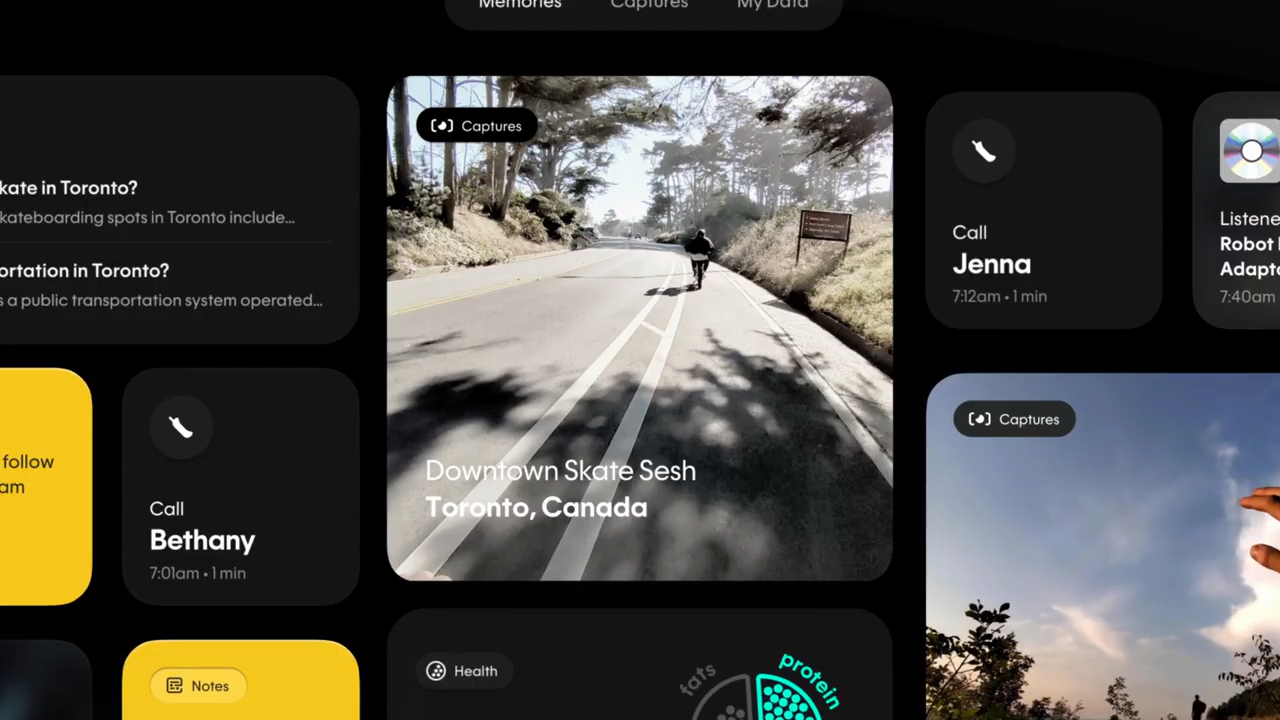 Memories
Captures
My Data
kate in Toronto?
kateboarding spots in Toronto include...
ortation in Toronto?
s a public transportation system operated...
follow
am
Call
Bethany
7:01am • 1 min
Notes
Captures
Downtown Skate Sesh
Toronto, Canada
Health
fats
protein
Call
Jenna
7:12am • 1 min
Listene
Robot
Adapto
7:40am
Captures